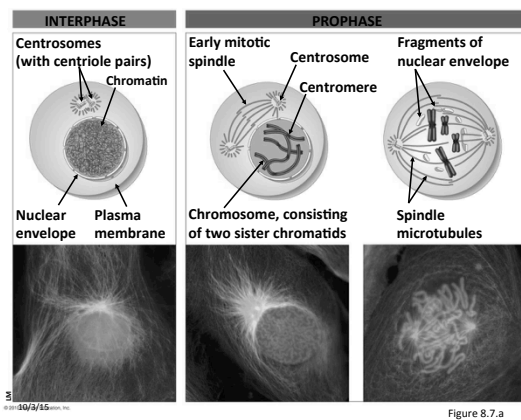 INTERPHASE
PROPHASE
Centrosomes
(with centriole pairs)
Chromatin
Early mitotic
spindle
Centrosome
Centromere
Fragments of
nuclear envelope
Nuclear
envelope
Plasma
membrane
Chromosome, consisting
of two sister chromatids
Spindle
microtubules
LM
10/3/15
Figure 8.7.a